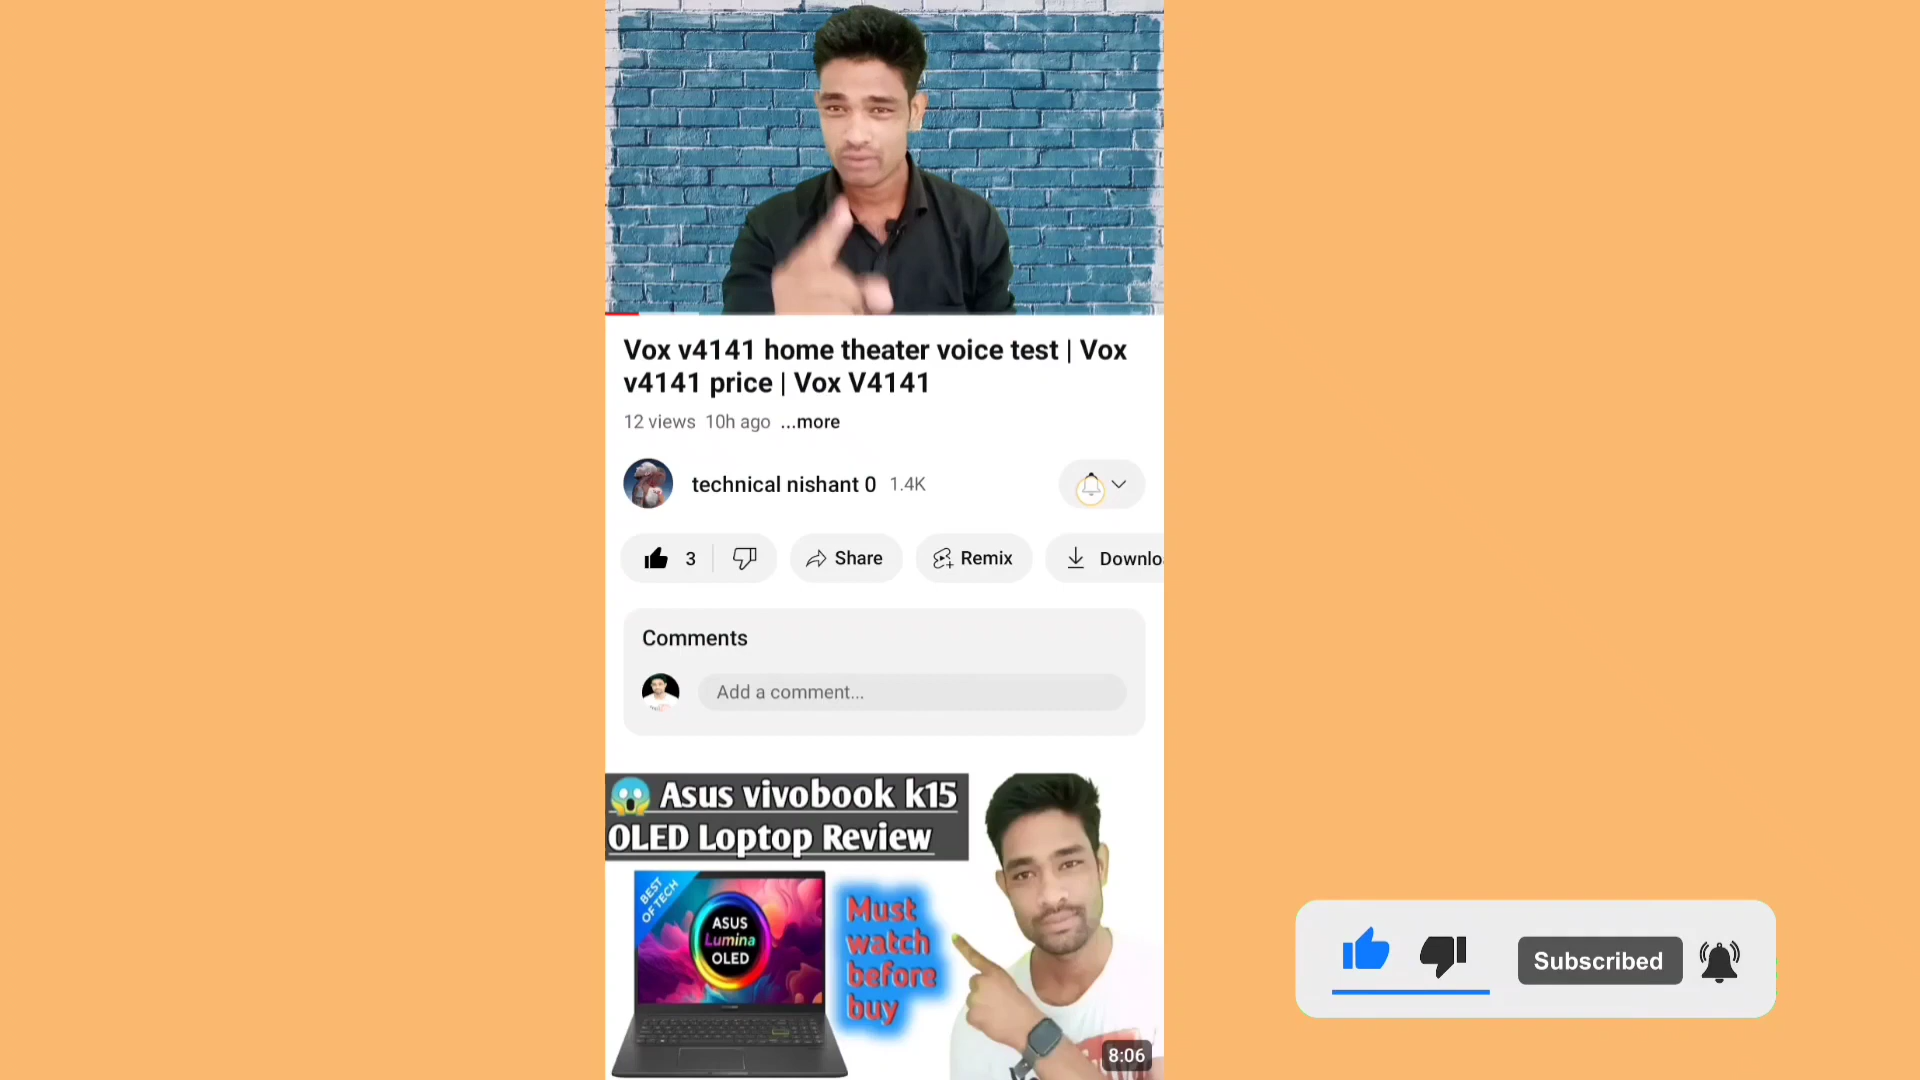 Vox v4141 home theater voice test | Vox
v4141 price | Vox V4141
12 views 10h ago ...more
technical nishant 0 1.4K
3 Share Remix Downlo
Comments
Add a comment...
😱 Asus vivobook k15
OLED Loptop Review
BEST
OF TECH
ASUS
Lumina
OLED
Must
watch
before
buy
8:06
Subscribed